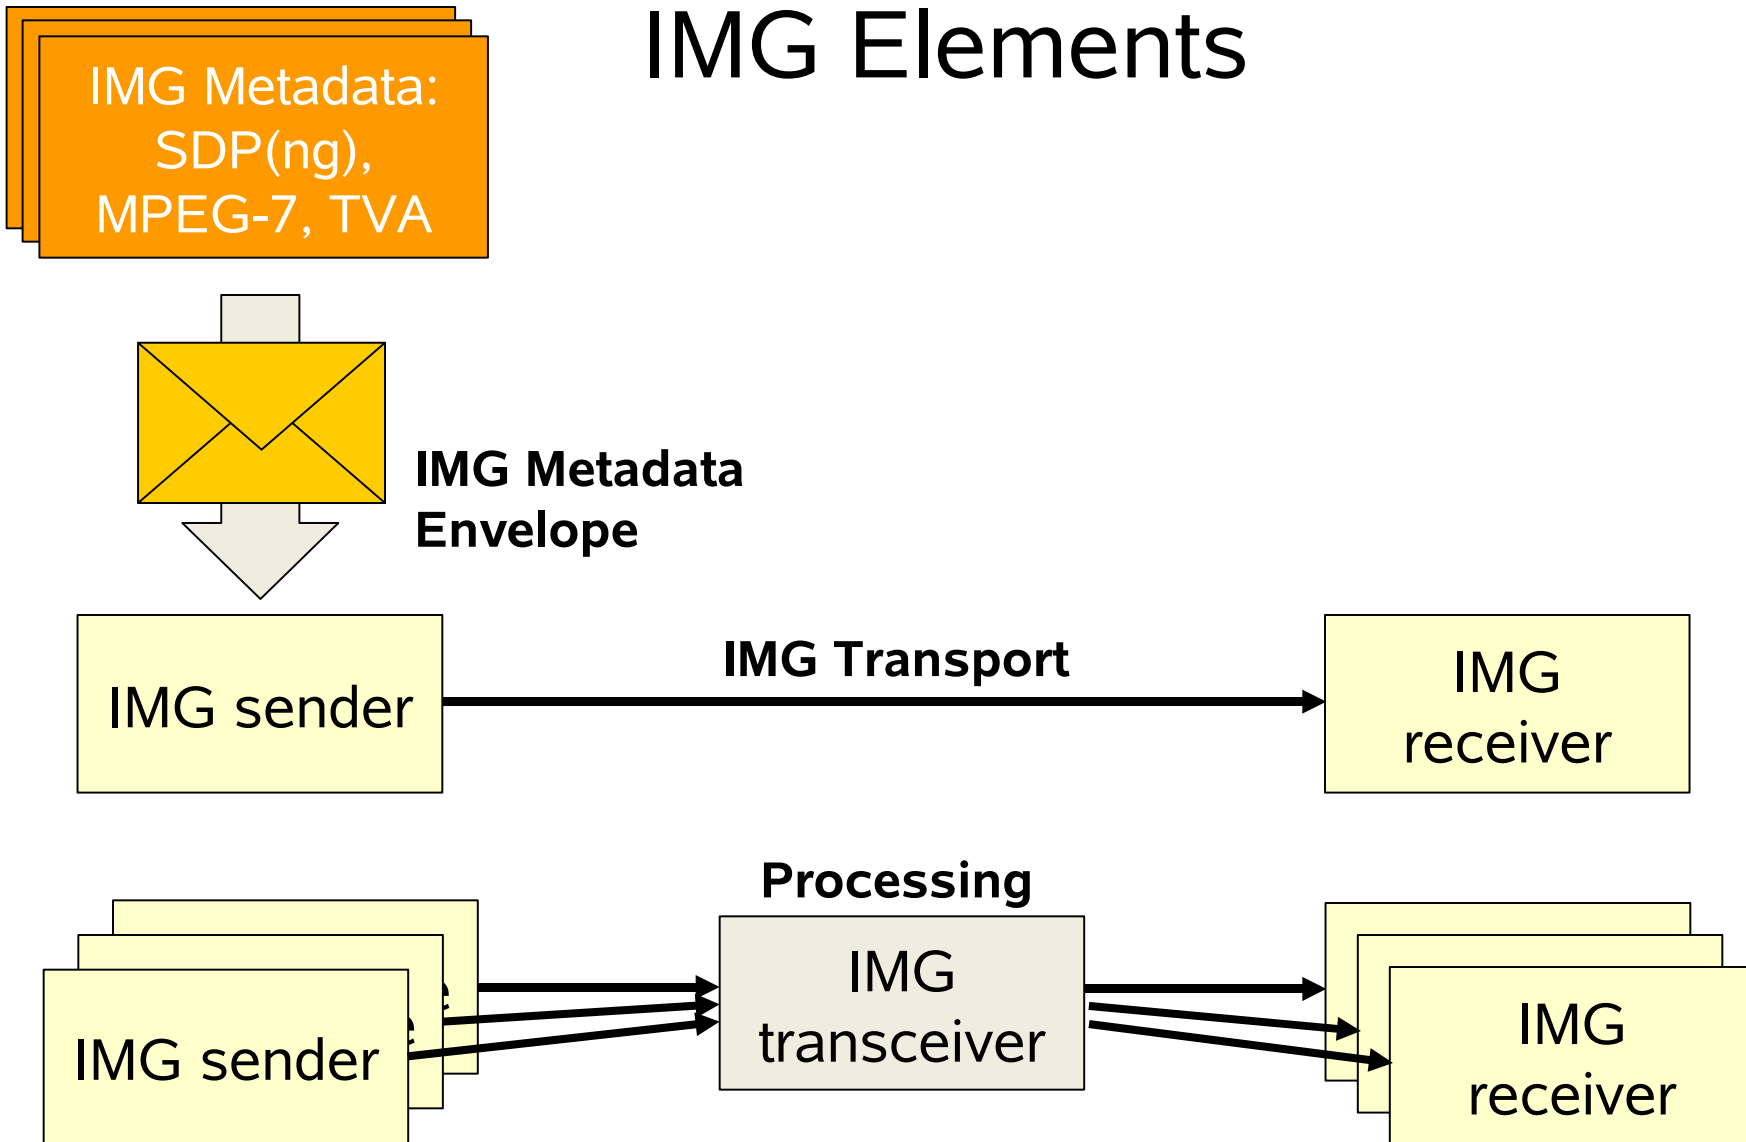 IMG Elements
IMG Metadata:
SDP(ng),
MPEG-7, TVA
IMG Metadata
Envelope
IMG sender
IMG Transport
IMG
receiver
Processing
IMG sender
IMG
transceiver
IMG
receiver